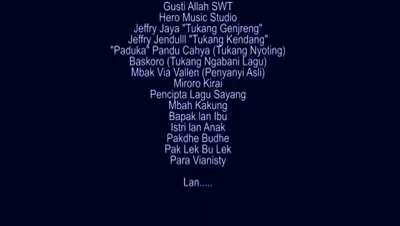 Gusti Allah SWT
Hero Music Studio
Jeffry Jaya "Tukang Genjreng"
Jeffry Jendulll "Tukang Kendang"
"Paduka" Pandu Cahya (Tukang Nyoting)
Baskoro (Tukang Ngabani Lagu)
Mbak Via Vallen (Penyanyi Asli)
Miroro Kirai
Pencipta Lagu Sayang
Mbah Kakung
Bapak lan Ibu
Istri lan Anak
Pakdhe Budhe
Pak Lek Bu Lek
Para Vianisty
Lan.....